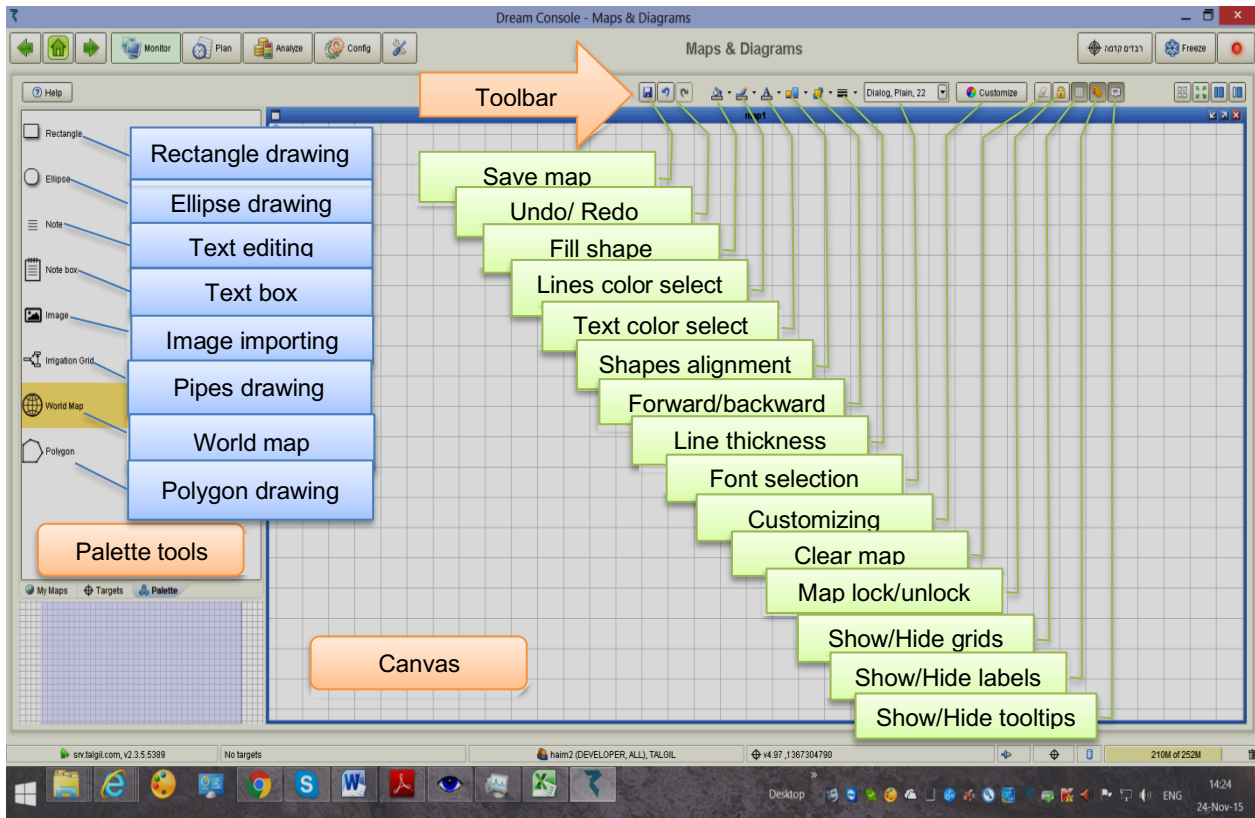 Dream Console - Maps & Diagrams
Monitor
Plan
Analyze
Config
Maps & Diagrams
רבדים קדמה
Freeze
Help
Toolbar
Dialog, Plain, 22
Customize
map1
Rectangle
Rectangle drawing
Ellipse
Ellipse drawing
Note
Text editing
Note box
Text box
Image
Image importing
Irrigation Grid
Pipes drawing
World Map
World map
Polygon
Polygon drawing
Palette tools
My Maps
Targets
Palette
Save map
Undo/ Redo
Fill shape
Lines color select
Text color select
Shapes alignment
Forward/backward
Line thickness
Font selection
Customizing
Clear map
Map lock/unlock
Show/Hide grids
Show/Hide labels
Show/Hide tooltips
Canvas
srv.talgil.com, v2.3.5.5389
No targets
haim2 (DEVELOPER, ALL), TALGIL
v4.97 ,1367304790
210M of 252M
Desktop
ENG
14:24
24-Nov-15